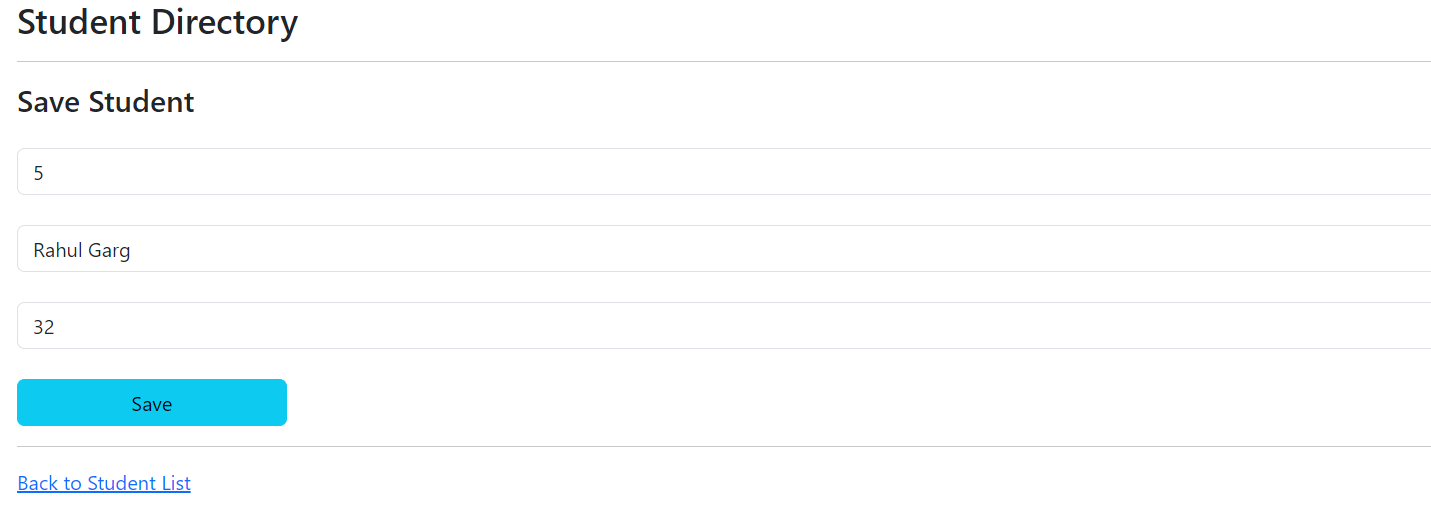 Student Directory
Save Student
5
Rahul Garg
32
Save
Back to Student List